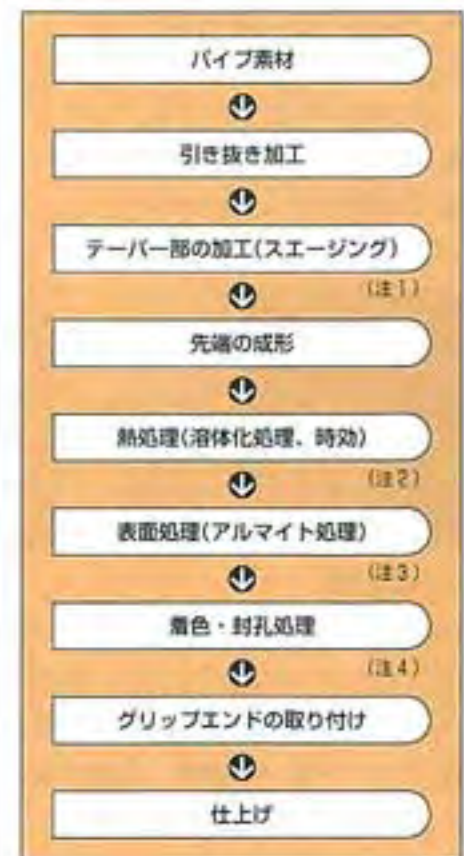 パイプ素材
引き抜き加工
テーパー部の加工(スエージング)
(注1)
先端の成形
熱処理(溶体化処理、時効)
(注2)
表面処理(アルマイト処理)
(注3)
着色・封孔処理
(注4)
グリップエンドの取り付け
仕上げ